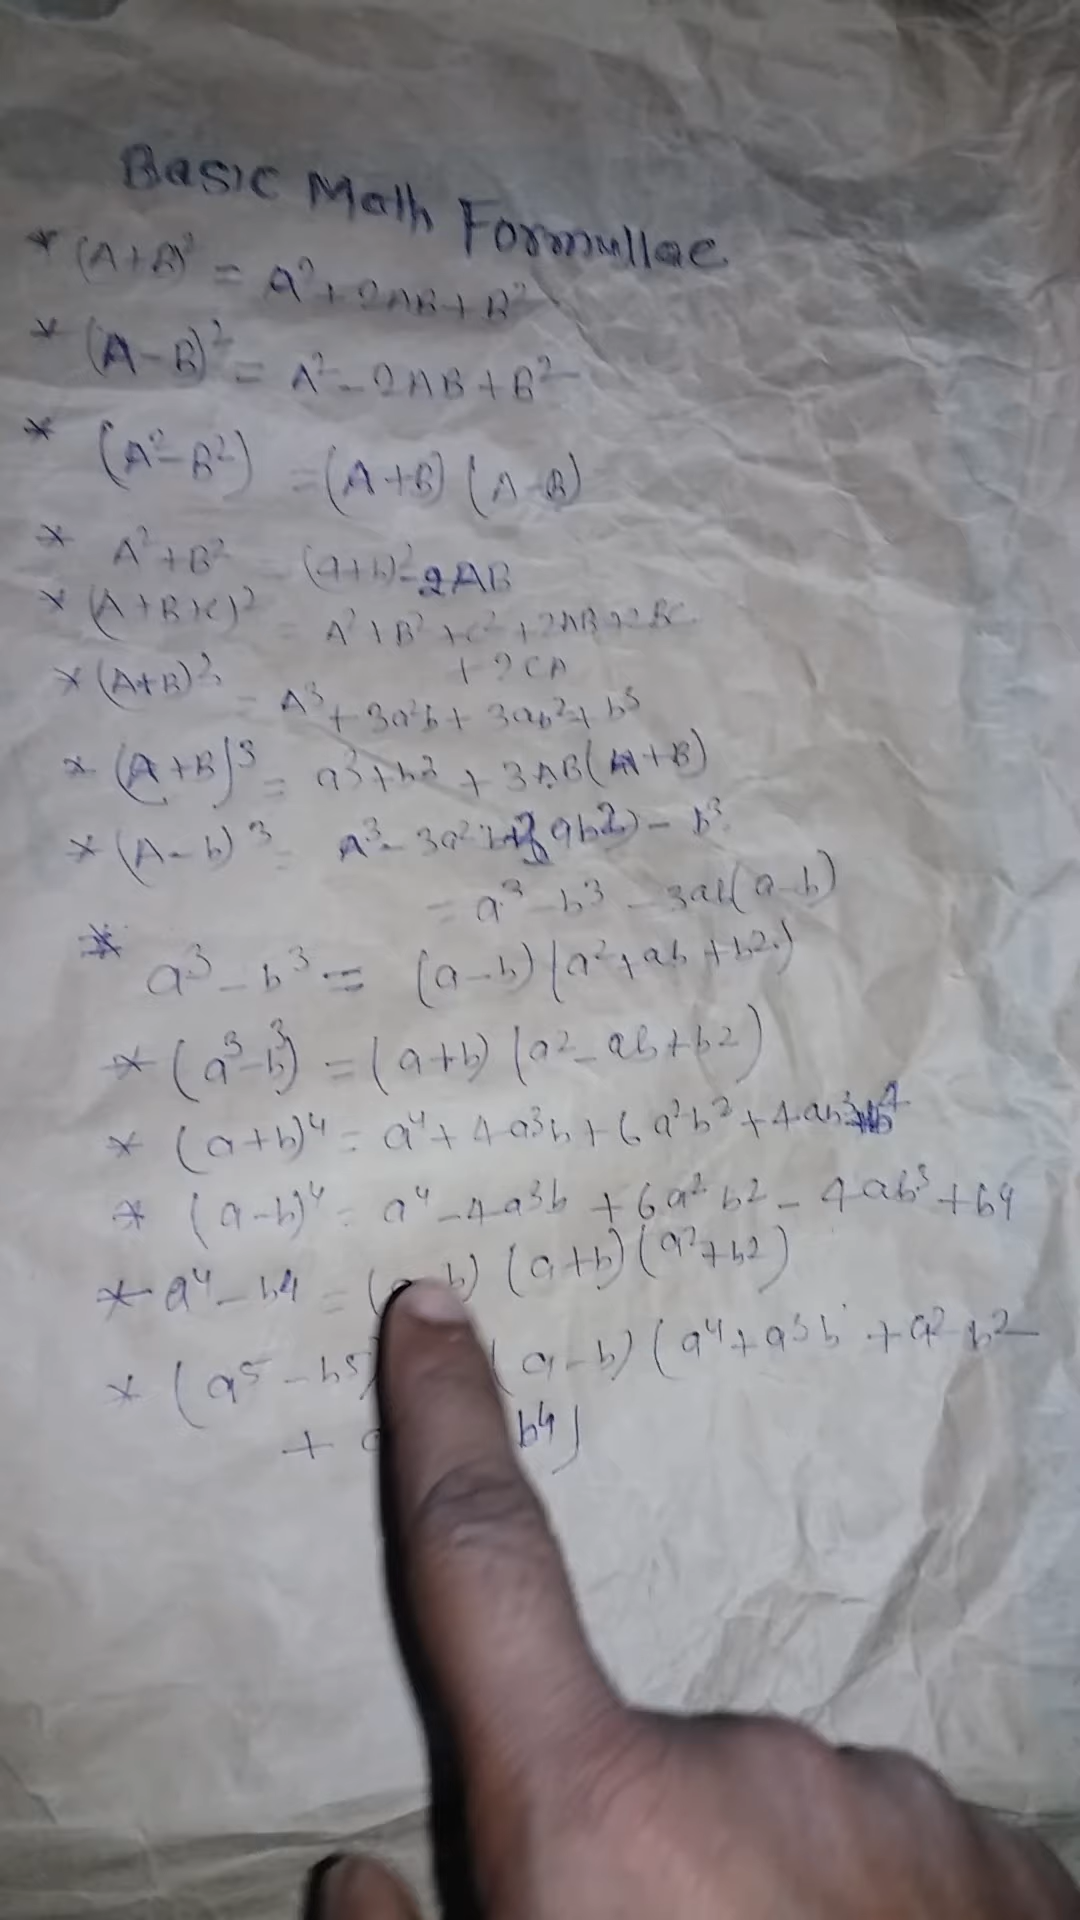 Basic Math Formullae
* (A+B)² = A²+2AB+B²
* (A-B)² = A²-2AB+B²
* (A²-B²) = (A+B) (A-B)
* A²+B² = (a+b)²-2AB
* (A+B+C)² = A²+B²+C²+2AB+2BC
+2CA
* (A+B)³ = A³+3a²b+3ab²+b³
* (A+B)³ = a³+b³+3AB(A+B)
* (A-b)³ = A³-3a²b+3ab²-b³
= a³-b³-3ab(a-b)
* a³-b³ = (a-b) (a²+ab+b2)
* (a³-b³) = (a+b) (a2-ab+b2)
* (a+b)⁴ = a⁴+4a³b+6a²b²+4ab³+b⁴
* (a-b)⁴ = a⁴-4a³b+6a²b2-4ab³+b4
* a⁴-b4 = ( b) (a+b) (a²+b2)
* (a⁵-b⁵) (a-b) (a⁴+a³b+a²b²
+ b⁴)